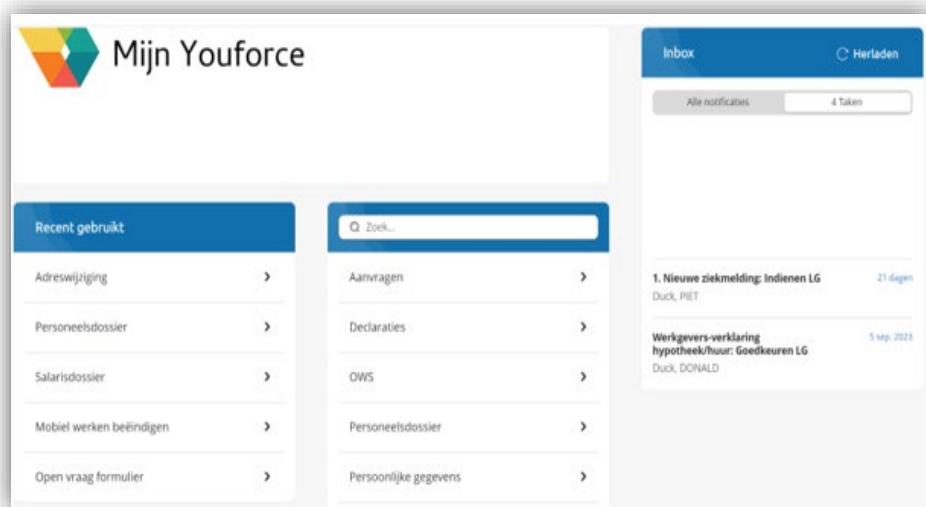 Mijn Youforce
Recent gebruikt
Adreswijziging
Personeelsdossier
Salarisdossier
Mobiel werken beëindigen
Open vraag formulier
Zoek...
Aanvragen
Declaraties
OWS
Personeelsdossier
Persoonlijke gegevens
Inbox
Herladen
Alle notificaties
4 Taken
1. Nieuwe ziekmelding: Indienen LG
21 dagen
Duck, PIET
Werkgevers-verklaring
hypotheek/huur: Goedkeuren LG
5 sep. 2023
Duck, DONALD